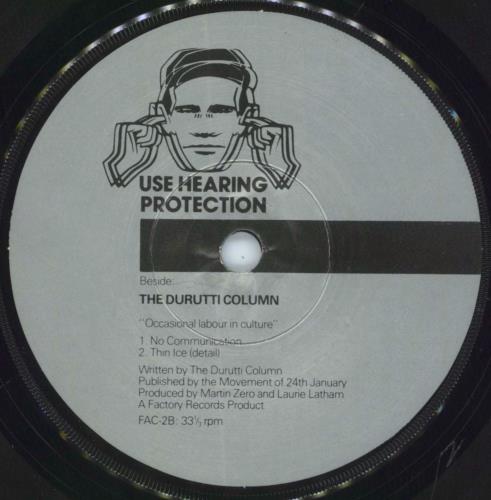 USE HEARING
PROTECTION
Beside:
THE DURUTTI COLUMN
"Occasional labour in culture"
1. No Communication
2. Thin Ice (detail)
Written by The Durutti Column
Published by the Movement of 24th January
Produced by Martin Zero and Laurie Latham
A Factory Records Product
FAC-2B: 33⅓ rpm